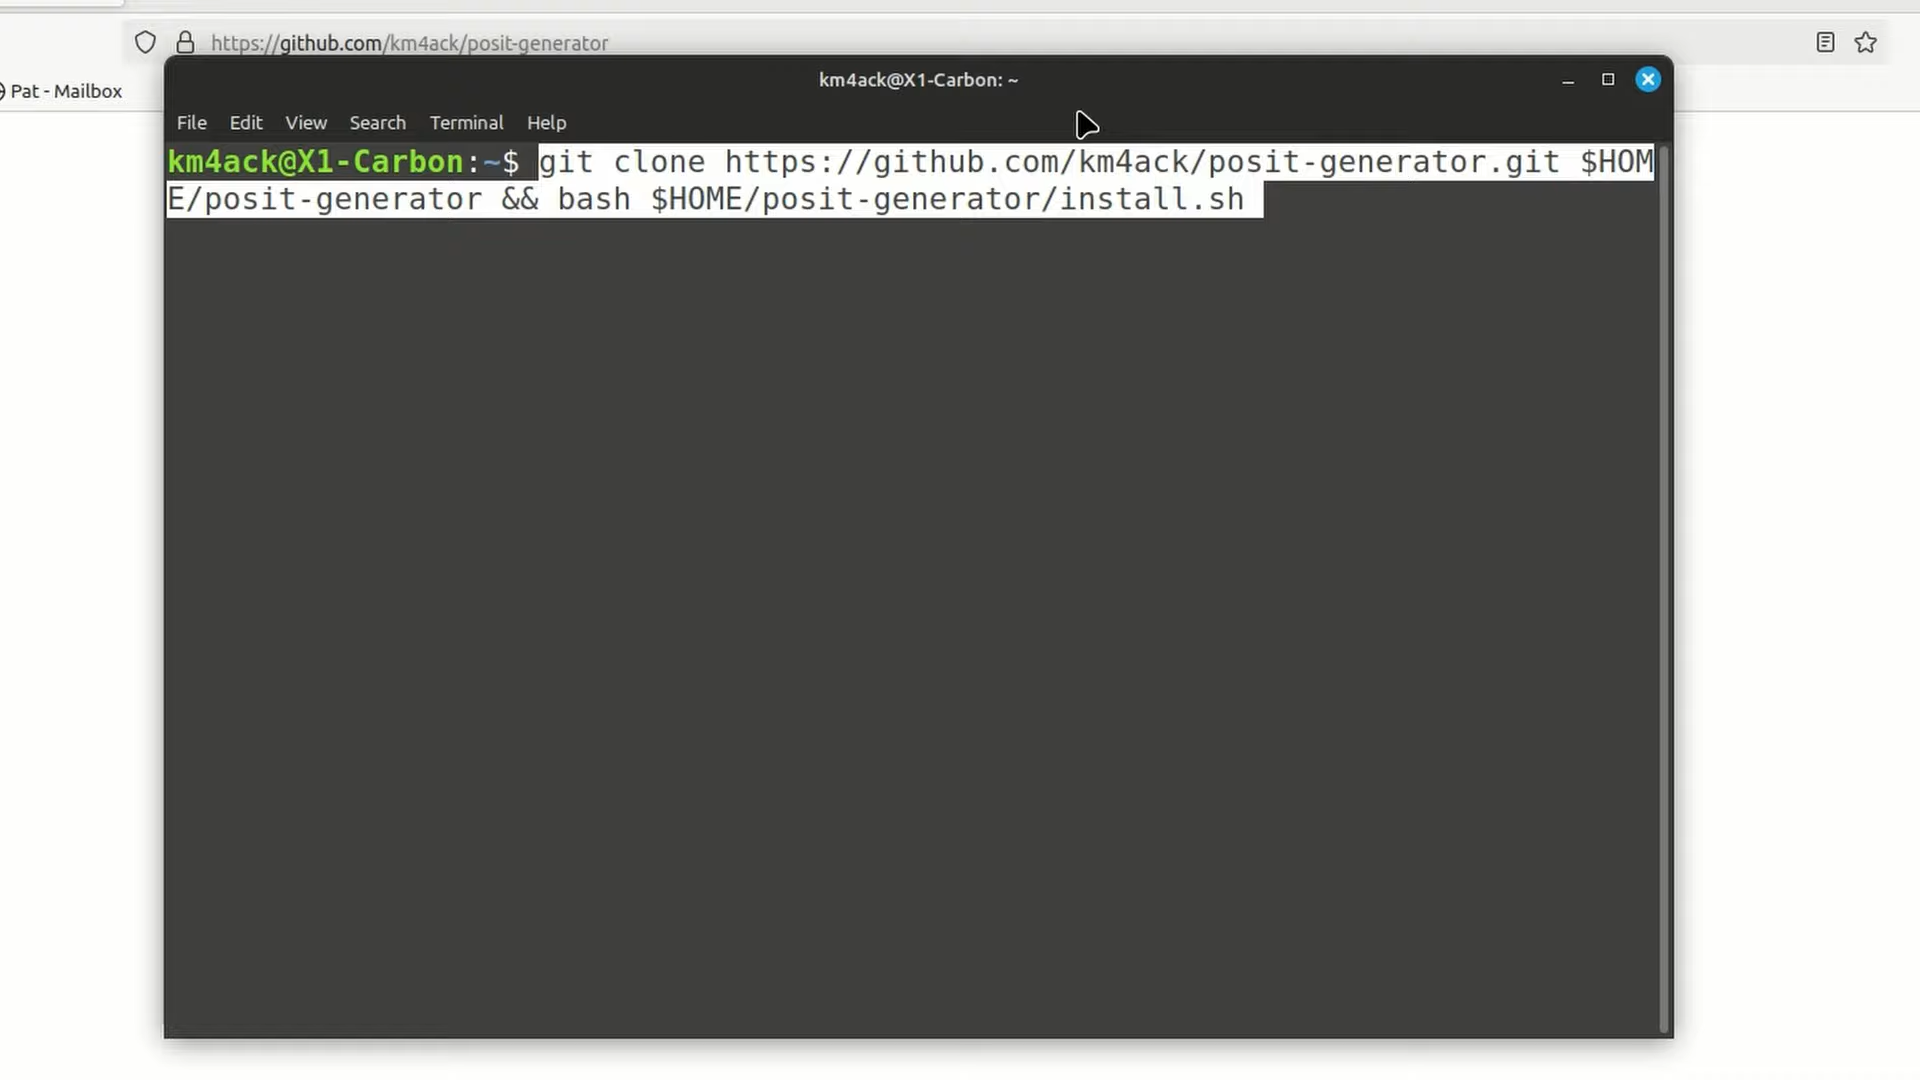 https://github.com/km4ack/posit-generator
Pat - Mailbox
km4ack@X1-Carbon: ~
File Edit View Search Terminal Help
km4ack@X1-Carbon:~$ git clone https://github.com/km4ack/posit-generator.git $HOM
E/posit-generator && bash $HOME/posit-generator/install.sh